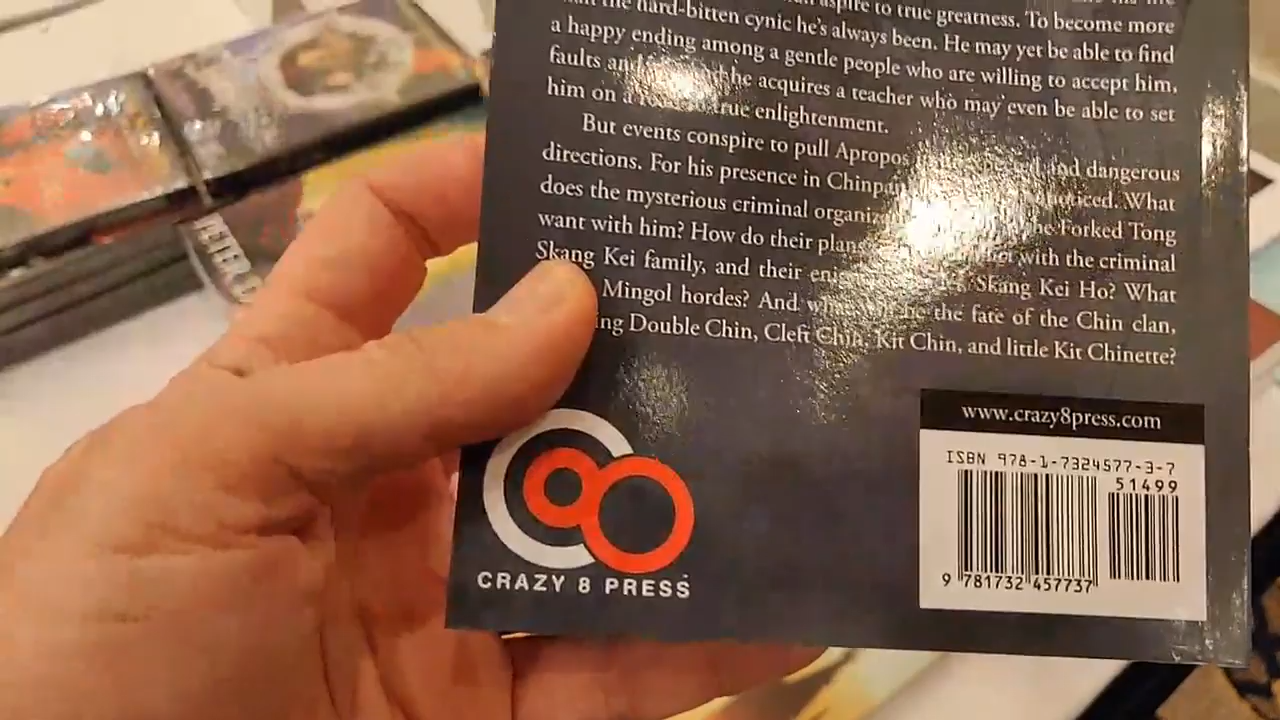 aspire to true greatness. To become more
the hard-bitten cynic he's always been. He may yet be able to find
a happy ending among a gentle people who are willing to accept him,
faults and he acquires a teacher who may even be able to set
him on a true enlightenment.
But events conspire to pull Apropos and dangerous
directions. For his presence in What
does the mysterious criminal the Forked Tong
want with him? How do their plans with the criminal
Skang Kei family, and their Skang Kei Ho? What
Mingol hordes? And the fate of the Chin clan,
Double Chin, Cleft Chin, Kit Chin, and little Kit Chinette?
www.crazy8press.com
ISBN 978-1-7324577-3-7
51499
9 781732 457737
CRAZY 8 PRESS
PETER